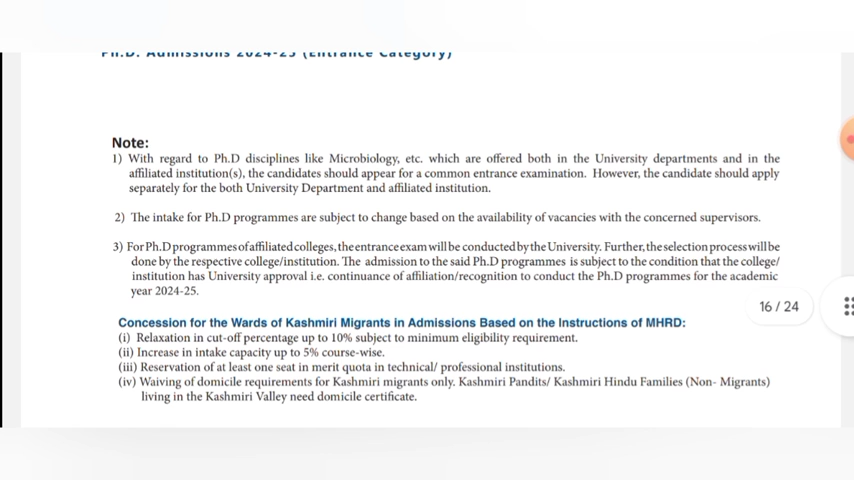 Ph.D. Admissions 2024-25 (Entrance Category)
Note:
1) With regard to Ph.D disciplines like Microbiology, etc. which are offered both in the University departments and in the
affiliated institution(s), the candidates should appear for a common entrance examination. However, the candidate should apply
separately for the both University Department and affiliated institution.
2) The intake for Ph.D programmes are subject to change based on the availability of vacancies with the concerned supervisors.
3) For Ph.D programmes of affiliated colleges, the entrance exam will be conducted by the University. Further, the selection process will be
done by the respective college/institution. The admission to the said Ph.D programmes is subject to the condition that the college/
institution has University approval i.e. continuance of affiliation/recognition to conduct the Ph.D programmes for the academic
year 2024-25.
16 / 24
Concession for the Wards of Kashmiri Migrants in Admissions Based on the Instructions of MHRD:
(i) Relaxation in cut-off percentage up to 10% subject to minimum eligibility requirement.
(ii) Increase in intake capacity up to 5% course-wise.
(iii) Reservation of at least one seat in merit quota in technical/ professional institutions.
(iv) Waiving of domicile requirements for Kashmiri migrants only. Kashmiri Pandits/ Kashmiri Hindu Families (Non- Migrants)
living in the Kashmiri Valley need domicile certificate.